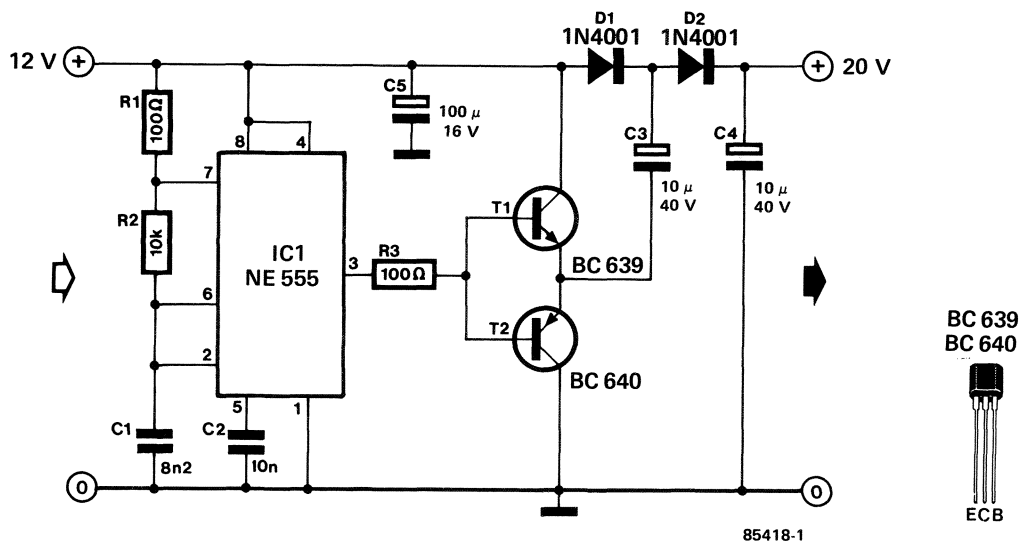 D1
1N4001
D2
1N4001
12 V
+
+
20 V
R1
100Ω
C5
100 µ
16 V
8
4
C3
10 µ
40 V
C4
10 µ
40 V
7
R2
10k
T1
IC1
NE 555
3
R3
100Ω
BC 639
6
T2
2
BC 640
BC 639
BC 640
5
1
C1
8n2
C2
10n
0
0
E C B
85418-1